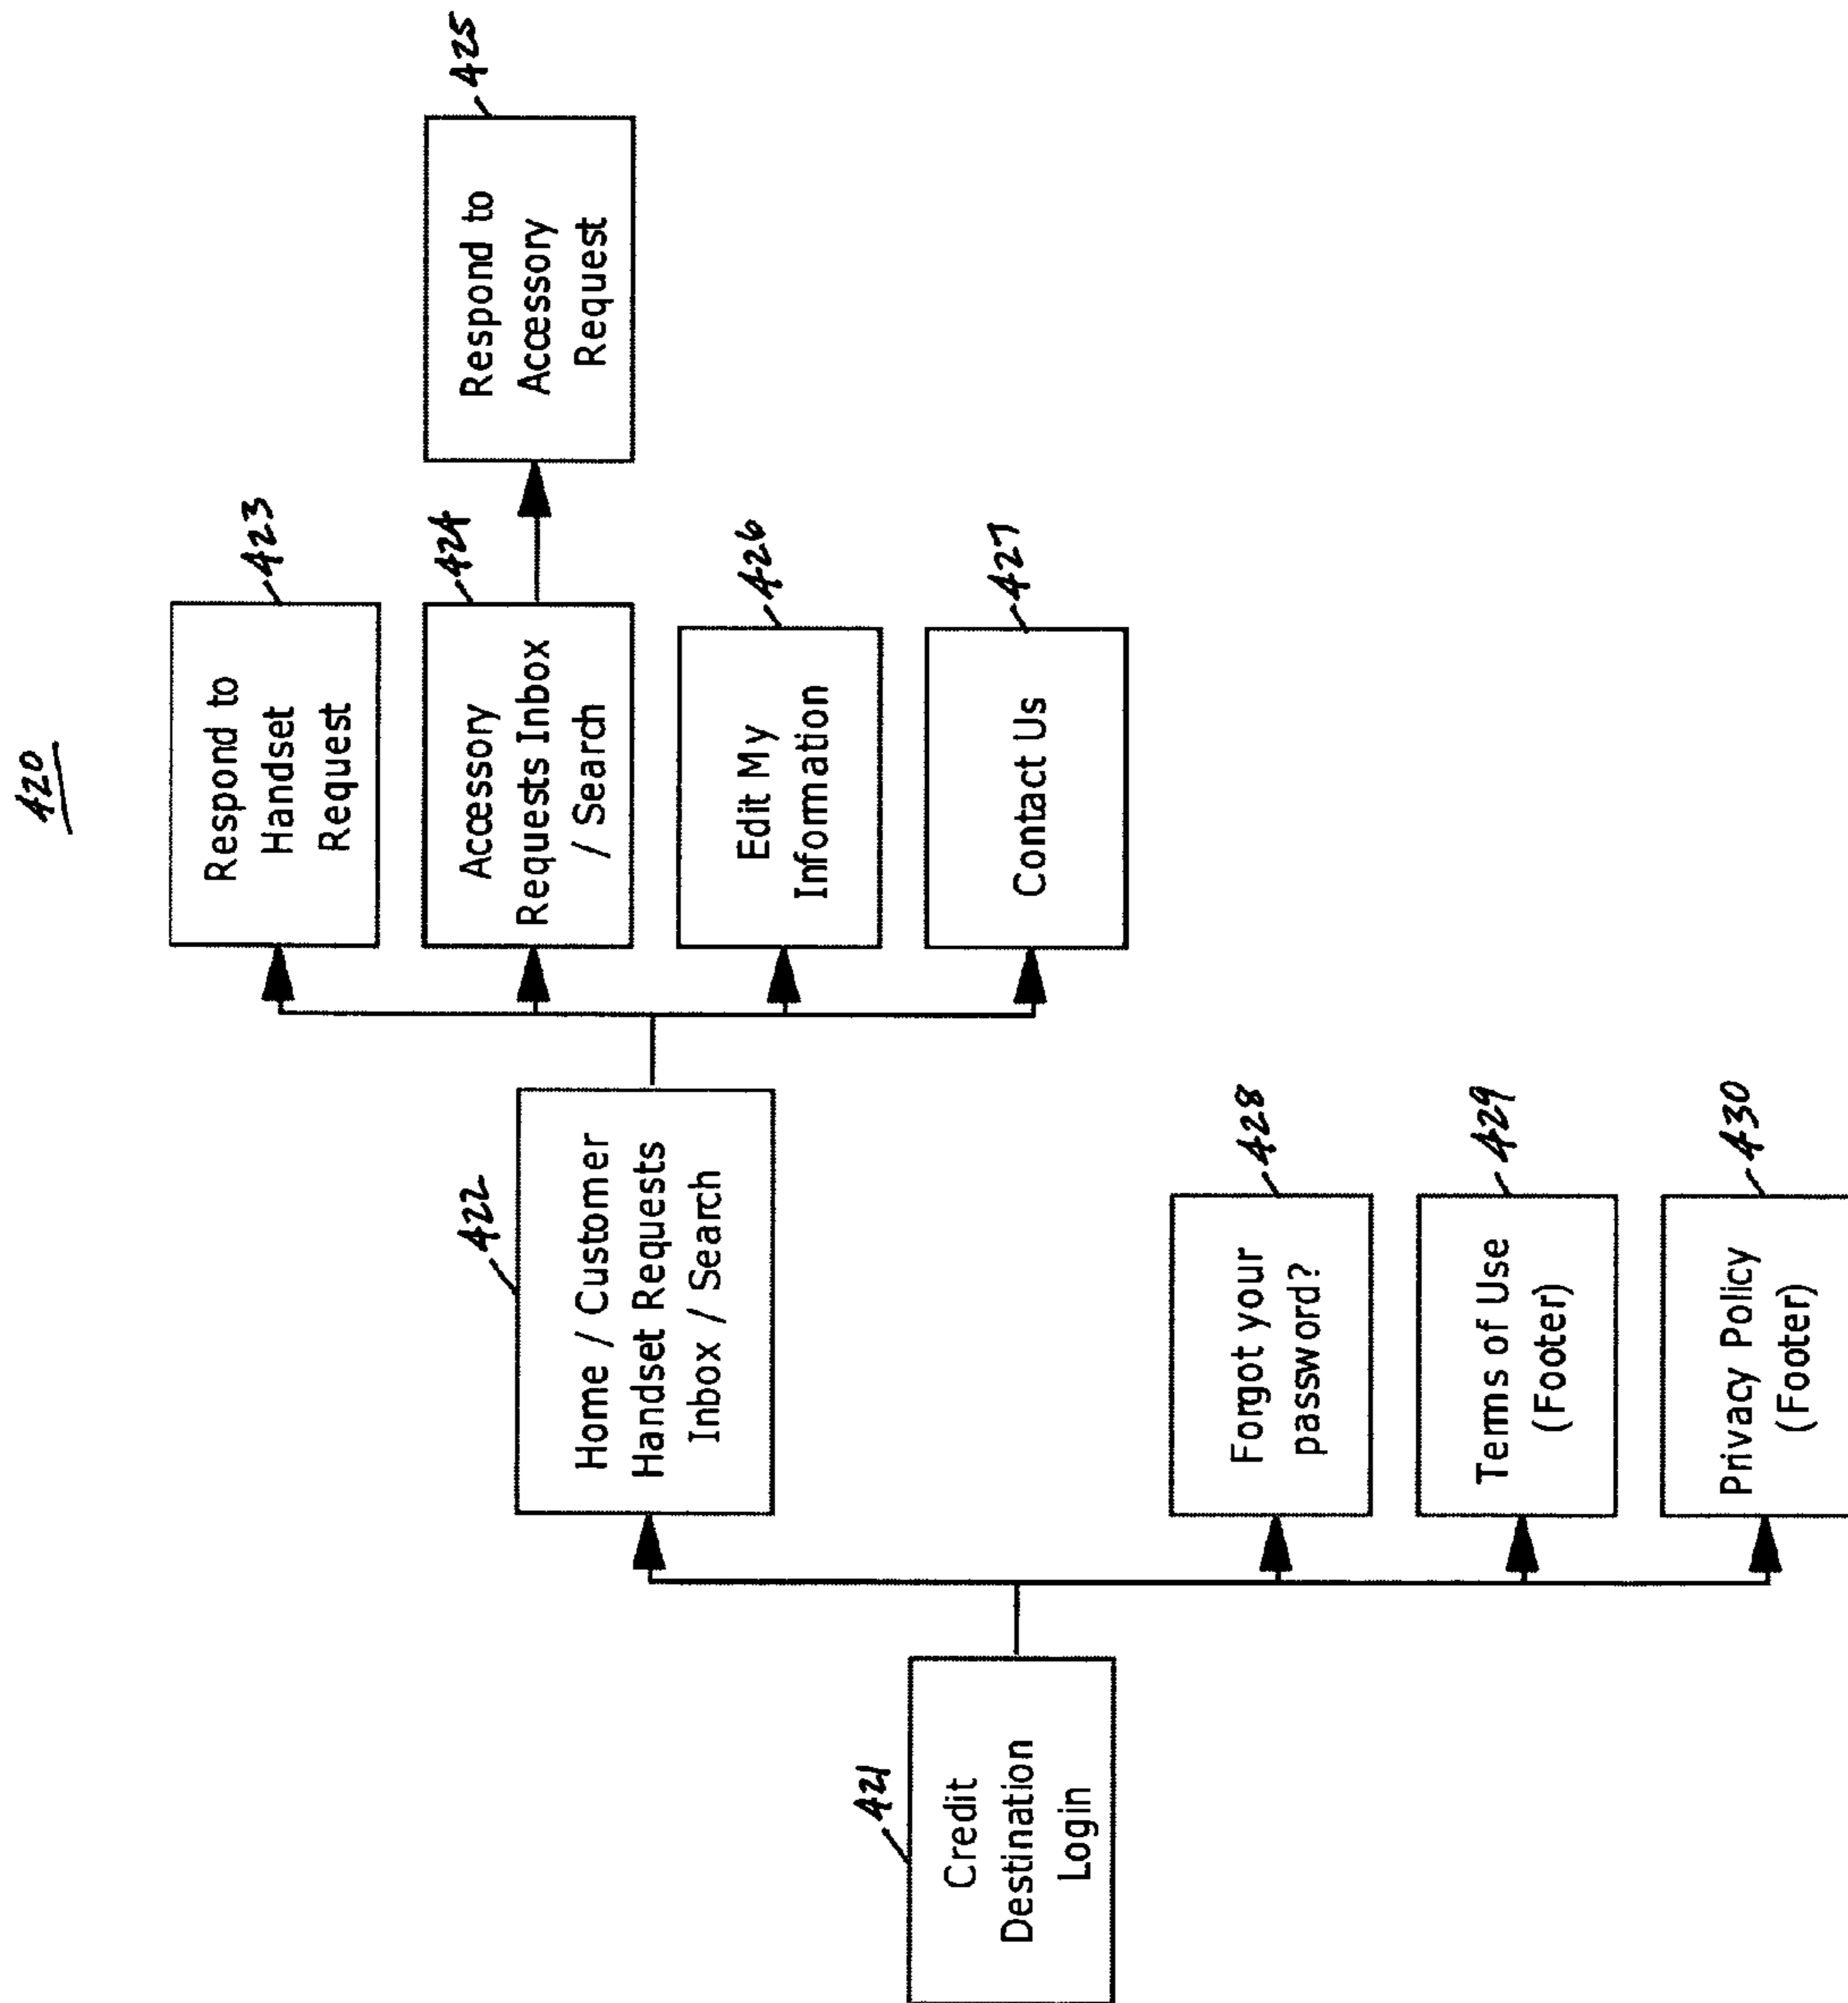 420
421
Credit
Destination
Login
422
Home / Customer
Handset Requests
Inbox / Search
423
Respond to
Handset
Request
424
Accessory
Requests Inbox
/ Search
425
Respond to
Accessory
Request
426
Edit My
Information
427
Contact Us
428
Forgot your
password?
429
Terms of Use
(Footer)
430
Privacy Policy
(Footer)